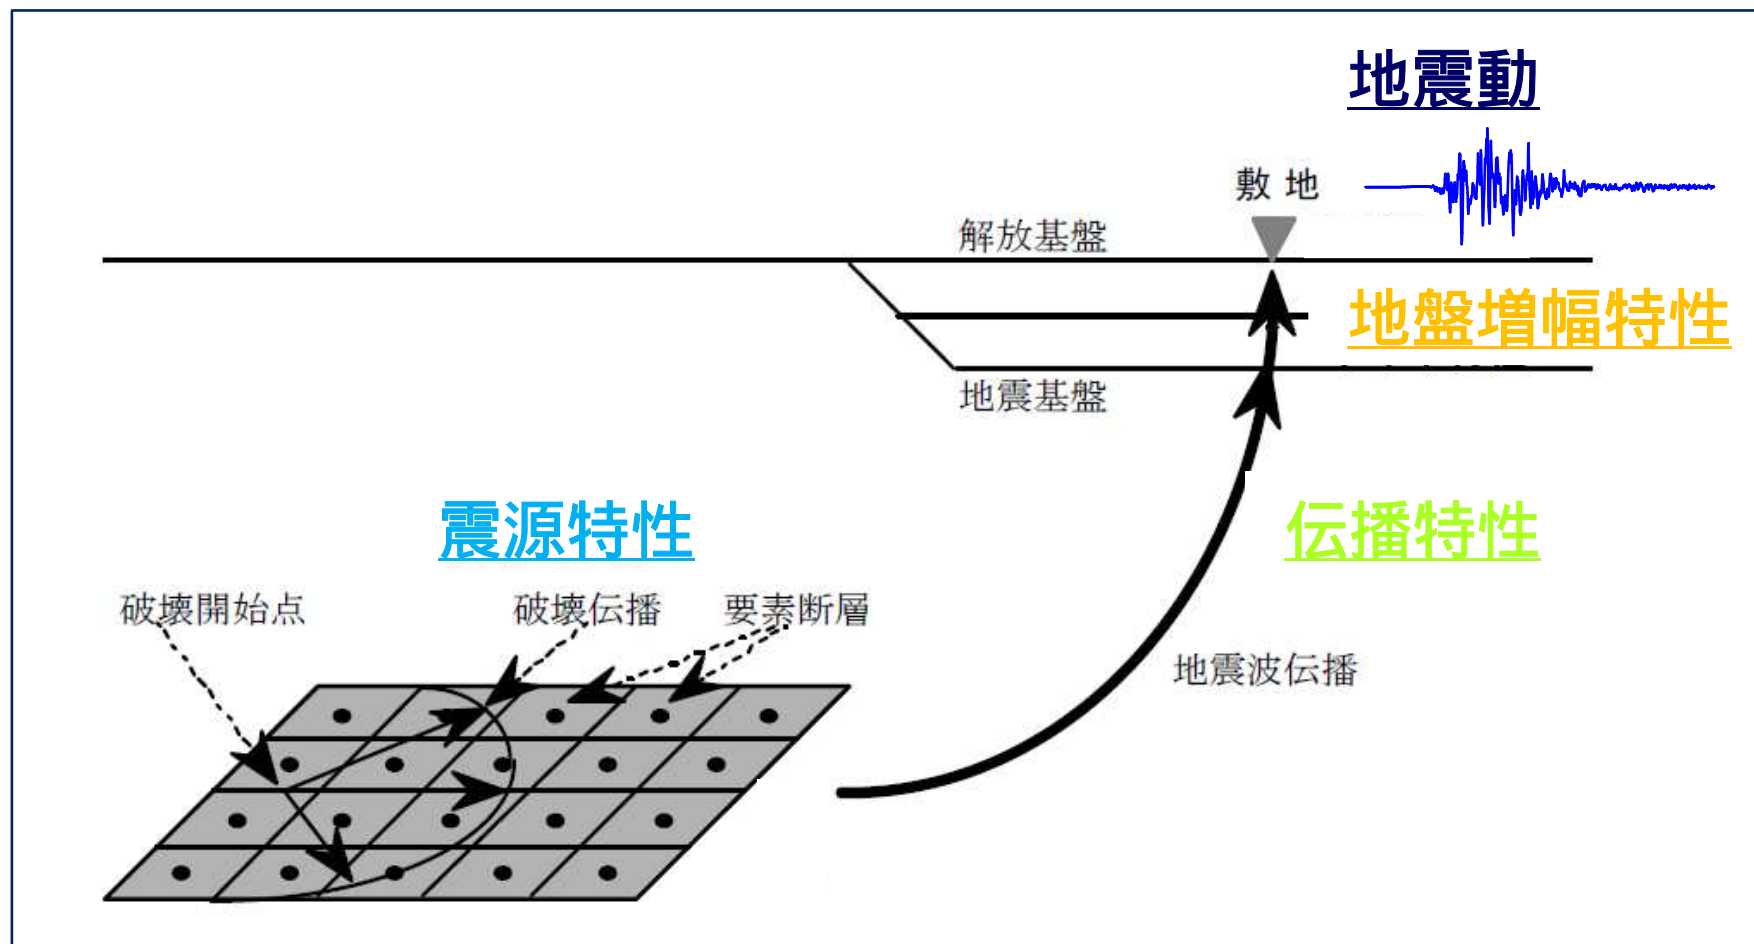 地震動
敷地
解放基盤
地盤増幅特性
地震基盤
震源特性
伝播特性
破壊開始点
破壊伝播
要素断層
地震波伝播